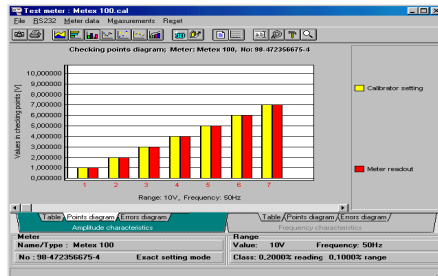 Test meter : Metex 100.cal
File RS232 Meter data Measurements Reset
Checking points diagram; Meter: Metex 100, No: 98-472356675-4
Values in checking points [V]
10,000000
9,000000
8,000000
7,000000
6,000000
5,000000
4,000000
3,000000
2,000000
1,000000
0,000000
1 2 3 4 5 6 7
Range: 10V, Frequency: 50Hz
Calibrator setting
Meter readout
Table Points diagram Errors diagram
Amplitude characteristics
Table Points diagram Errors diagram
Frequency characteristics
Meter
Name/Type : Metex 100
No : 98-472356675-4 Exact setting mode
Range
Value: 10V Frequency: 50Hz
Class: 0,2000% reading 0,1000% range